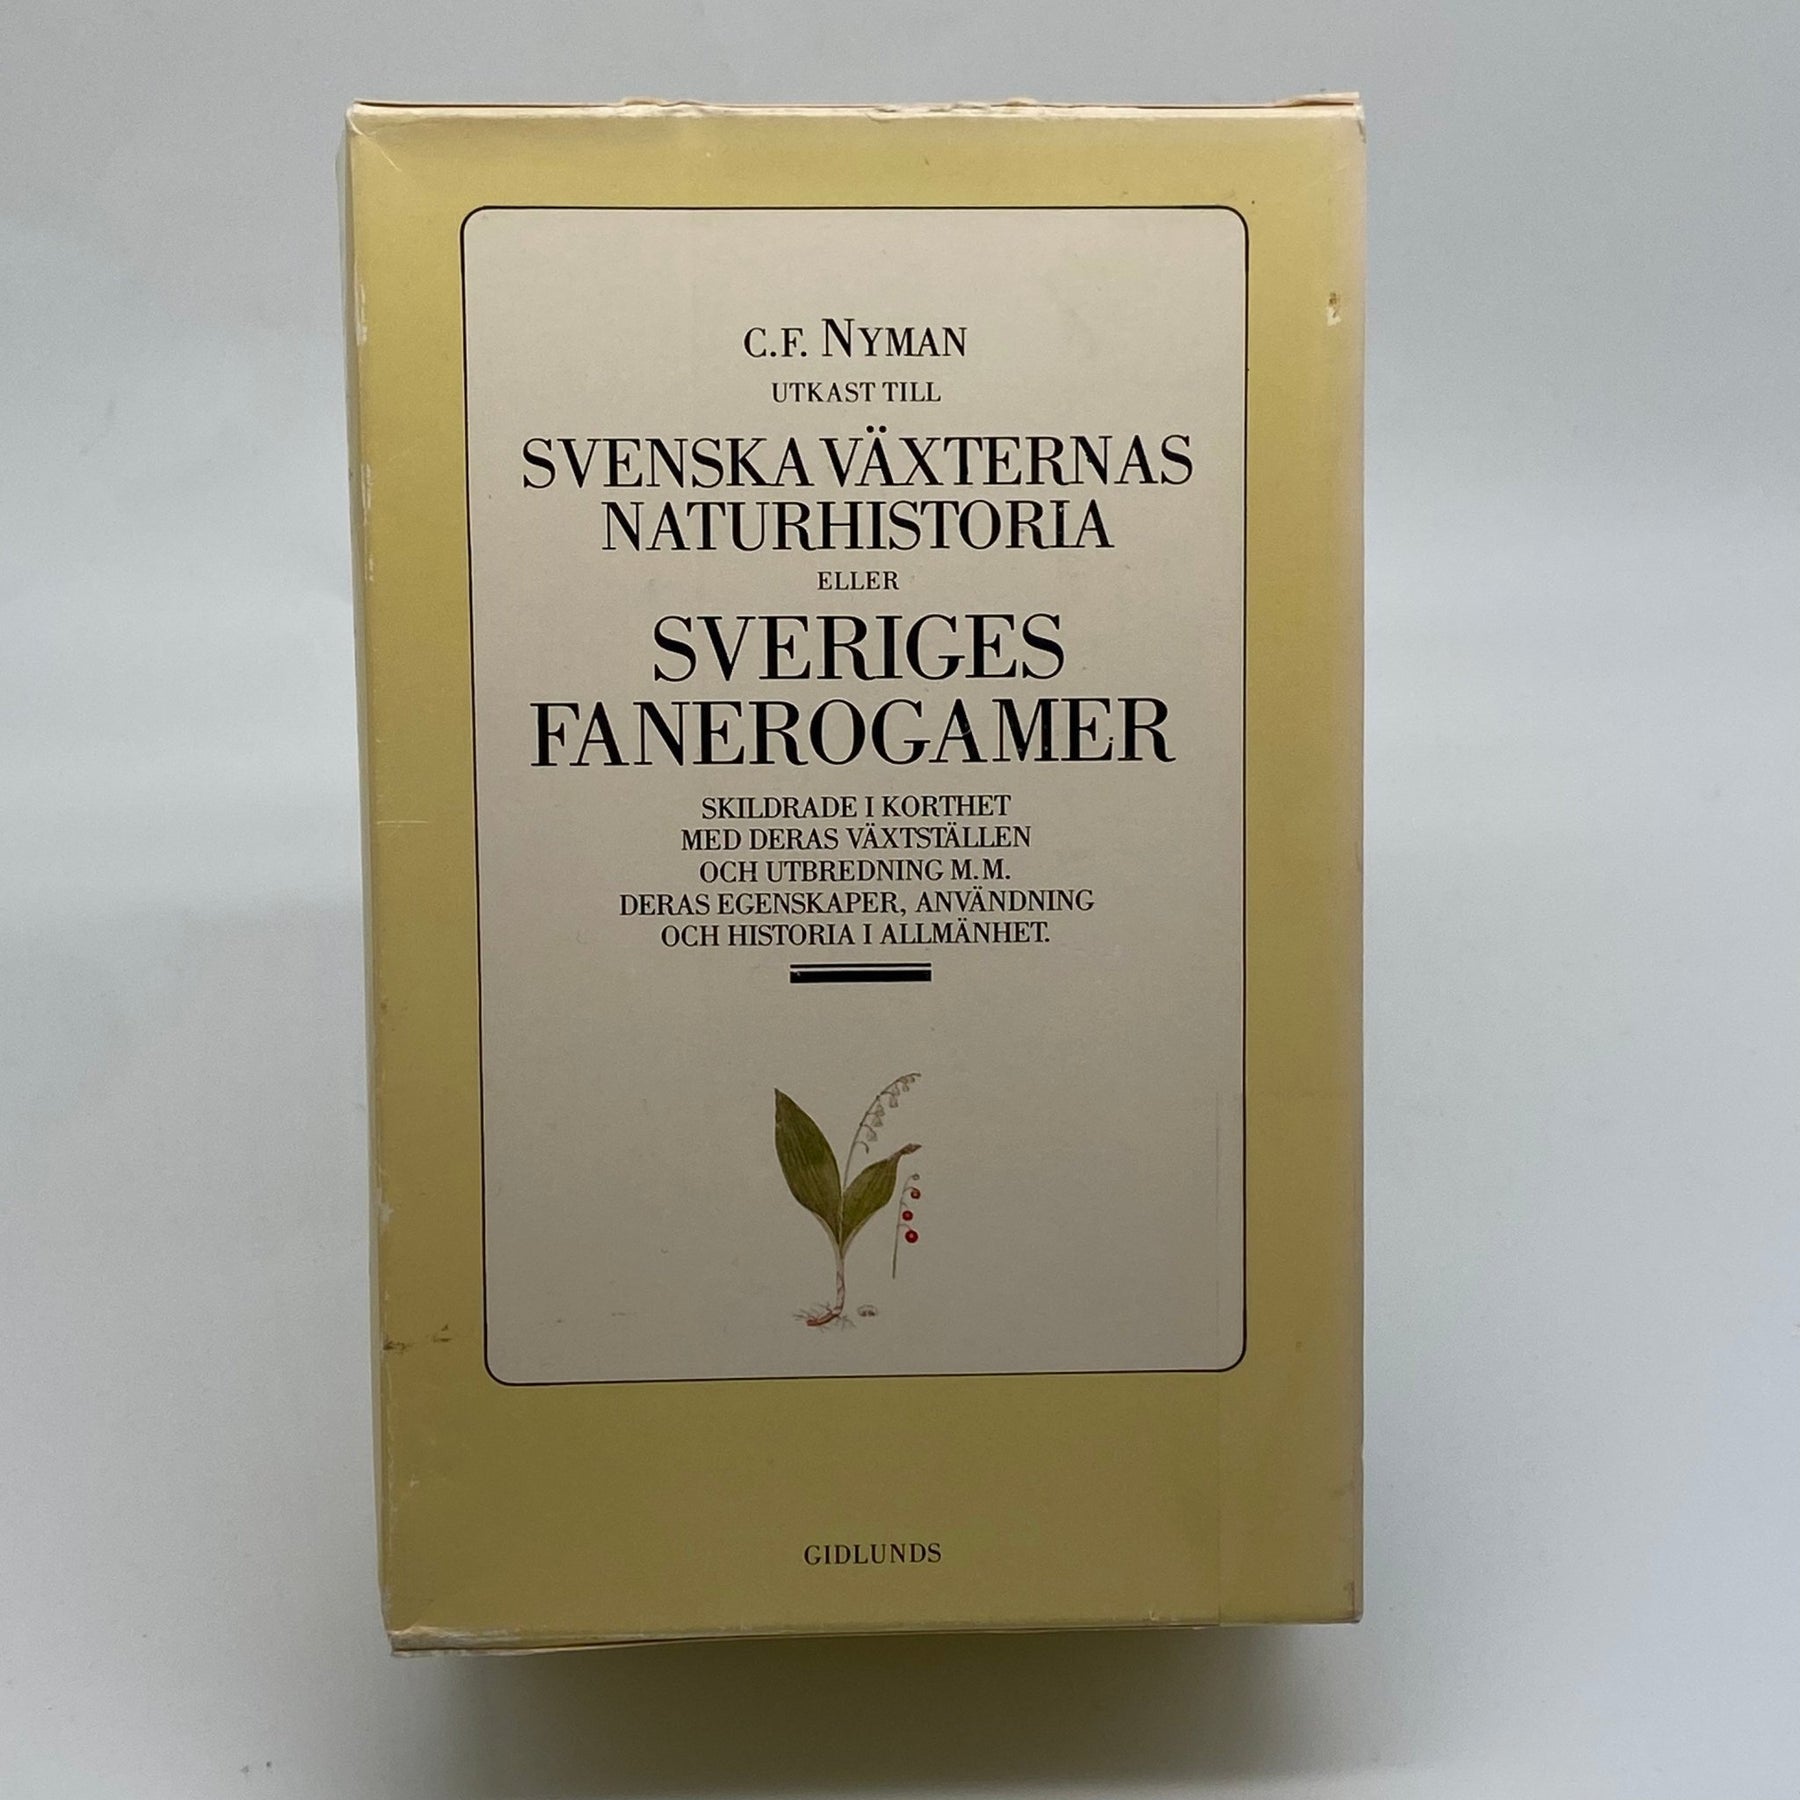 C.F. NYMAN
UTKAST TILL
SVENSKA VÄXTERNAS
NATURHISTORIA
ELLER
SVERIGES
FANEROGAMER
SKILDRADE I KORTHET
MED DERAS VÄXTSTÄLLEN
OCH UTBREDNING M.M.
DERAS EGENSKAPER, ANVÄNDNING
OCH HISTORIA I ALLMÄNHET.
GIDLUNDS